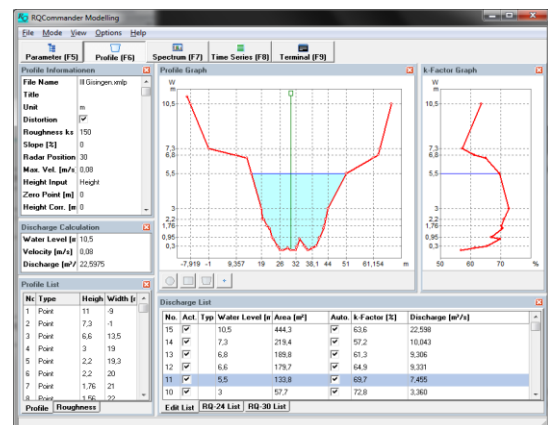 RQCommander Modelling
File Mode View Options Help
Parameter (F5) Profile (F6) Spectrum (F7) Time Series (F8) Terminal (F9)
Profile Informationen
File Name Ill Gisingen.xmlp
Title
Unit m
Distortion
Roughness ks 150
Slope [%] 0
Radar Position 30
Max. Vel. [m/s 0,08
Height Input Height
Zero Point [m] 0
Height Corr. [m 0
Discharge Calculation
Water Level [m 10,5
Velocity [m/s] 0,08
Discharge [m³/ 22,5975
Profile List
Nc Type Heigh Width [r
1 Point 11 -9
2 Point 7,3 -1
3 Point 6,6 13,5
4 Point 3 19
5 Point 2,2 19,3
6 Point 2,2 20
7 Point 1,76 21
8 Point 1,56 22
Profile Roughness
Profile Graph
W
m
10,5
7,3
6,8
5,5
3
2,2
1,76
0,95
0,3
-7,919 -1 9,357 19 26 32 38,1 44 51 61,154 m
k-Factor Graph
W
m
10,5
7,3
6,8
5,5
3
2,2
1,76
0,95
0,3
50 60 70 %
Discharge List
No. Act. Typ Water Level [m Area [m²] Auto. k-Factor [%] Discharge [m³/s]
15 10,5 444,3 63,6 22,598
14 7,3 219,4 57,2 10,043
13 6,8 189,8 61,3 9,306
12 6,6 179,7 64,9 9,331
11 5,5 133,8 69,7 7,455
10 3 57,7 72,8 3,360
Edit List RQ-24 List RQ-30 List